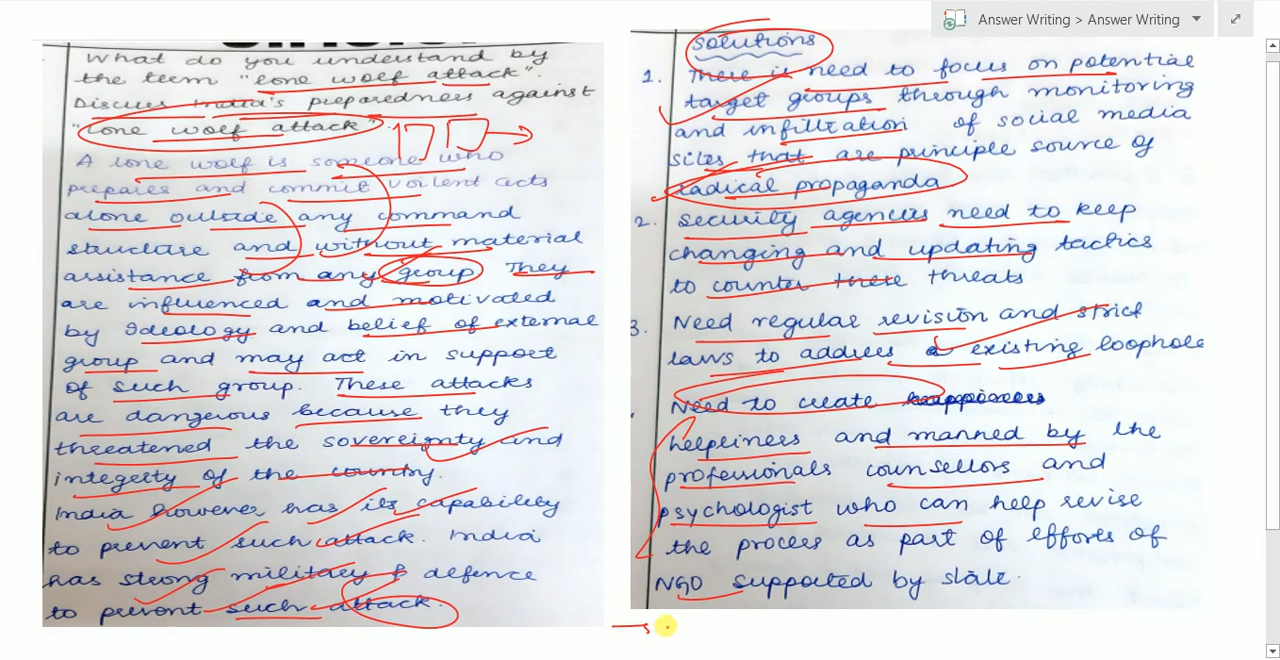 Answer Writing > Answer Writing
What do you understand by
the term "lone wolf attack".
Discuss India's preparedness against
"lone wolf attack".
A lone wolf is someone who
prepares and commit voilent acts
alone outside any command
structure and without material
assistance from any group They
are influenced and motivated
by Ideology and belief of external
group and may act in support
of such group. These attacks
are dangerous because they
threatened the sovereignty and
integrity of the country.
India however has its capability
to prevent such attack. India
has strong military & defence
to prevent such attack.
solutions
1. There is need to focus on potential
target groups through monitoring
and infiltration of social media
sites that are principle source of
radical propaganda
2. security agencies need to keep
changing and updating tactics
to counter these threats
3. Need regular revision and strict
laws to address existing loophole
Need to create
helplines and manned by the
professionals counsellors and
psychologist who can help revise
the process as part of efforts of
NGO supported by state.